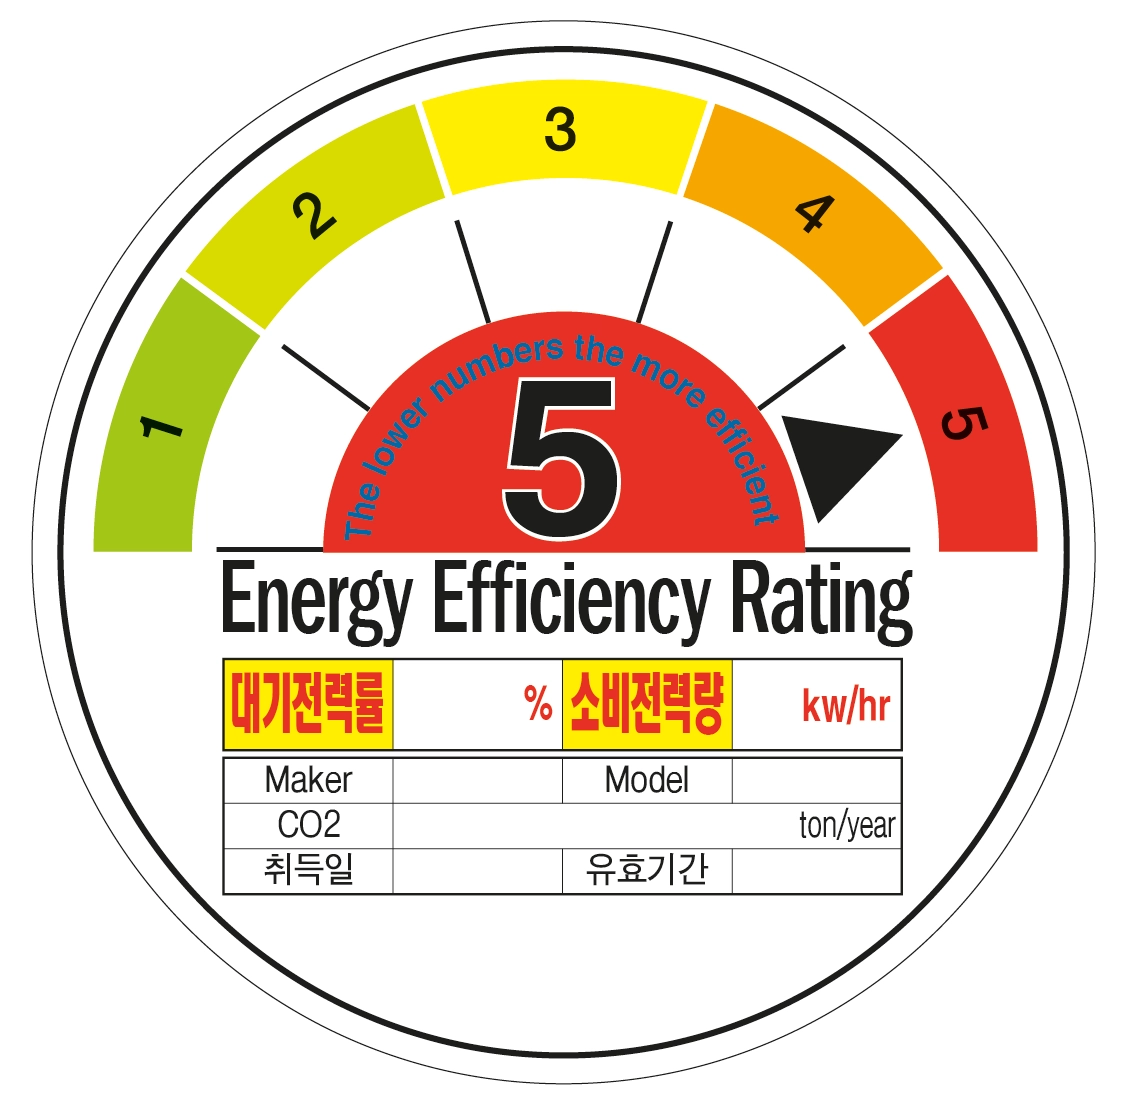 1
2
3
4
5
The lower numbers the more efficient
5
Energy Efficiency Rating
대기전력률 % 소비전력량 kw/hr
Maker Model
CO2 ton/year
취득일 유효기간